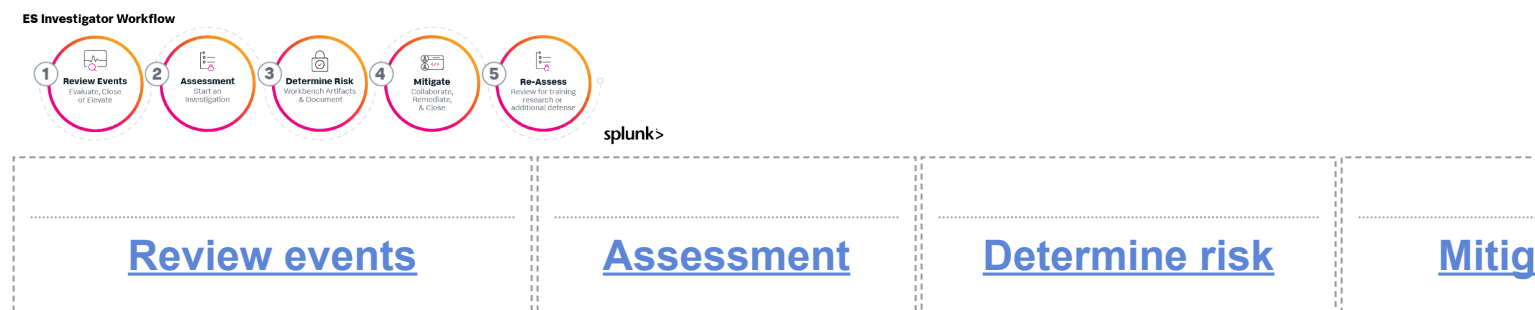 ES Investigator Workflow
1
Review Events
Evaluate, Close
or Elevate
2
Assessment
Start an
Investigation
3
Determine Risk
Workbench Artifacts
& Document
4
Mitigate
Collaborate,
Remediate,
& Close
5
Re-Assess
Review for training
research or
additional defense
splunk>
Review events
Assessment
Determine risk
Mitig